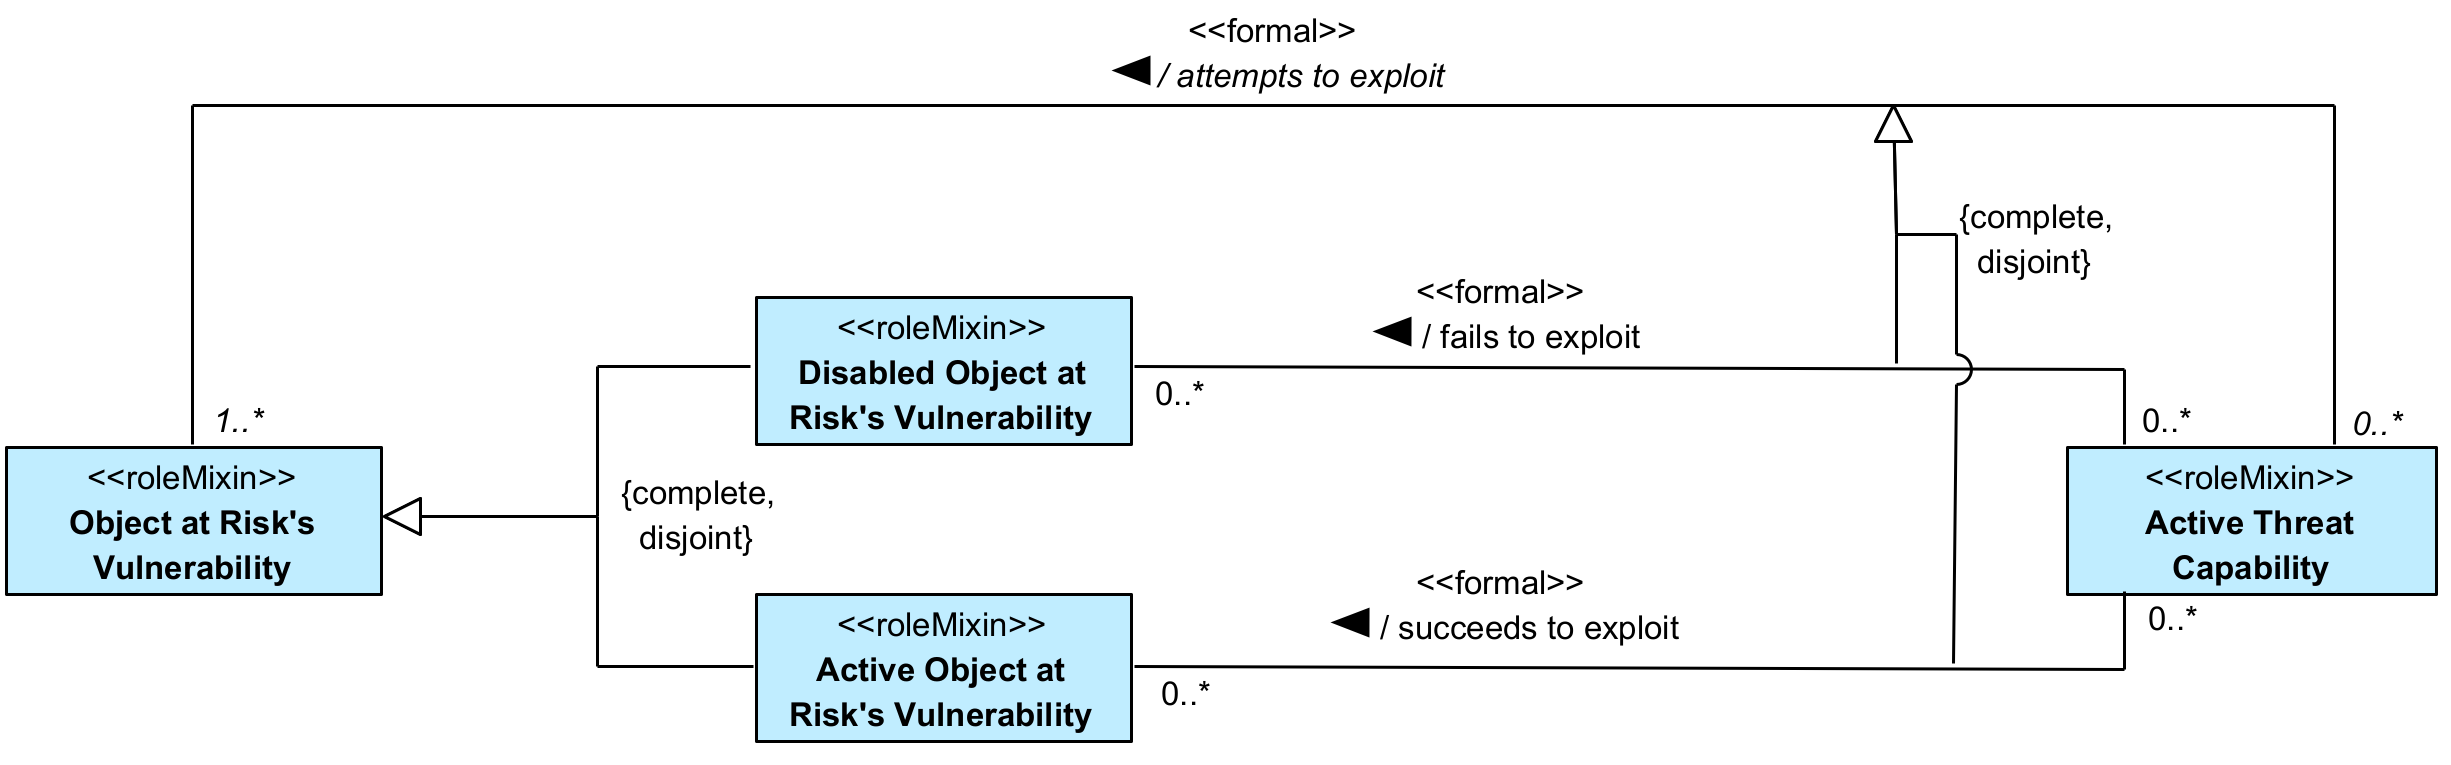 <<formal>>
/ attempts to exploit
{complete,
disjoint}
<<formal>>
/ fails to exploit
<<roleMixin>>
Disabled Object at
Risk's Vulnerability
0..*
1..*
0..*
0..*
<<roleMixin>>
Object at Risk's
Vulnerability
{complete,
disjoint}
<<roleMixin>>
Active Threat
Capability
<<formal>>
/ succeeds to exploit
0..*
<<roleMixin>>
Active Object at
Risk's Vulnerability
0..*